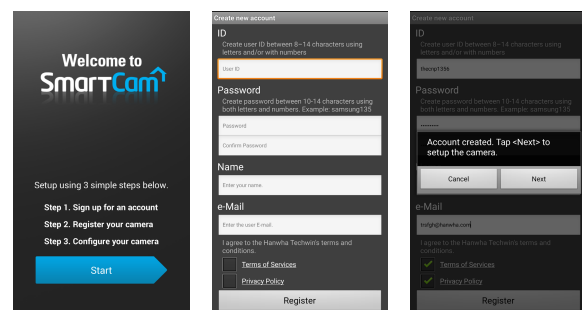 Welcome to
SmartCam
Setup using 3 simple steps below.
Step 1. Sign up for an account
Step 2. Register your camera
Step 3. Configure your camera
Start
Create new account
ID
Create user ID between 8~14 characters using
letters and/or with numbers
User ID
Password
Create password between 10-14 characters using
both letters and numbers. Example: samsung135
Password
Confirm Password
Name
Enter your name.
e-Mail
Enter the user E-mail.
I agree to the Hanwha Techwin's terms and
conditions.
Terms of Services
Privacy Policy
Register
Create new account
ID
Create user ID between 8~14 characters using
letters and/or with numbers
Password
Create password between 10-14 characters using
both letters and numbers. Example: samsung135
Account created. Tap <Next> to
setup the camera.
Cancel
Next
e-Mail
I agree to the Hanwha Techwin's terms and
conditions.
Terms of Services
Privacy Policy
Register